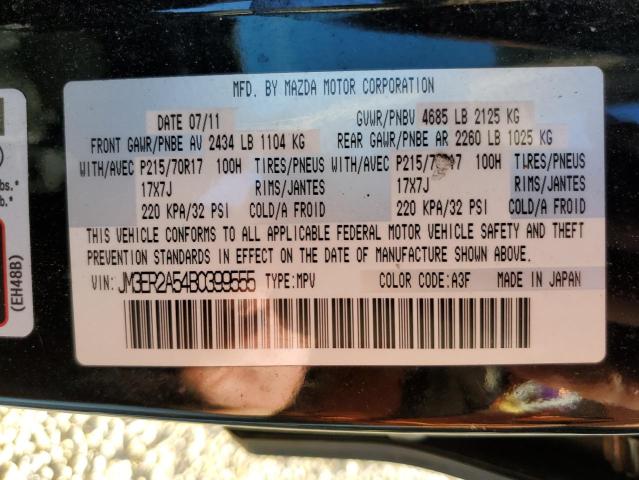 MFD. BY MAZDA MOTOR CORPORATION
DATE 07/11 GVWR/PNBV 4685 LB 2125 KG
FRONT GAWR/PNBE AV 2434 LB 1104 KG REAR GAWR/PNBE AR 2260 LB 1025 KG
WITH/AVEC P215/70R17 100H TIRES/PNEUS WITH/AVEC 100H TIRES/PNEUS
17X7J RIMS/JANTES 17X7J RIMS/JANTES
220 KPA/32 PSI COLD/A FROID 220 KPA/32 PSI COLD/A FROID
THIS VEHICLE CONFORMS TO ALL APPLICABLE FEDERAL MOTOR VEHICLE SAFETY AND THEFT
PREVENTION STANDARDS IN EFFECT ON THE DATE OF MANUFACTURE SHOWN ABOVE.
VIN: JM3ER2A54BC399555 TYPE:MPV COLOR CODE:A3F MADE IN JAPAN
(EH48B)
lbs.*
lb.*